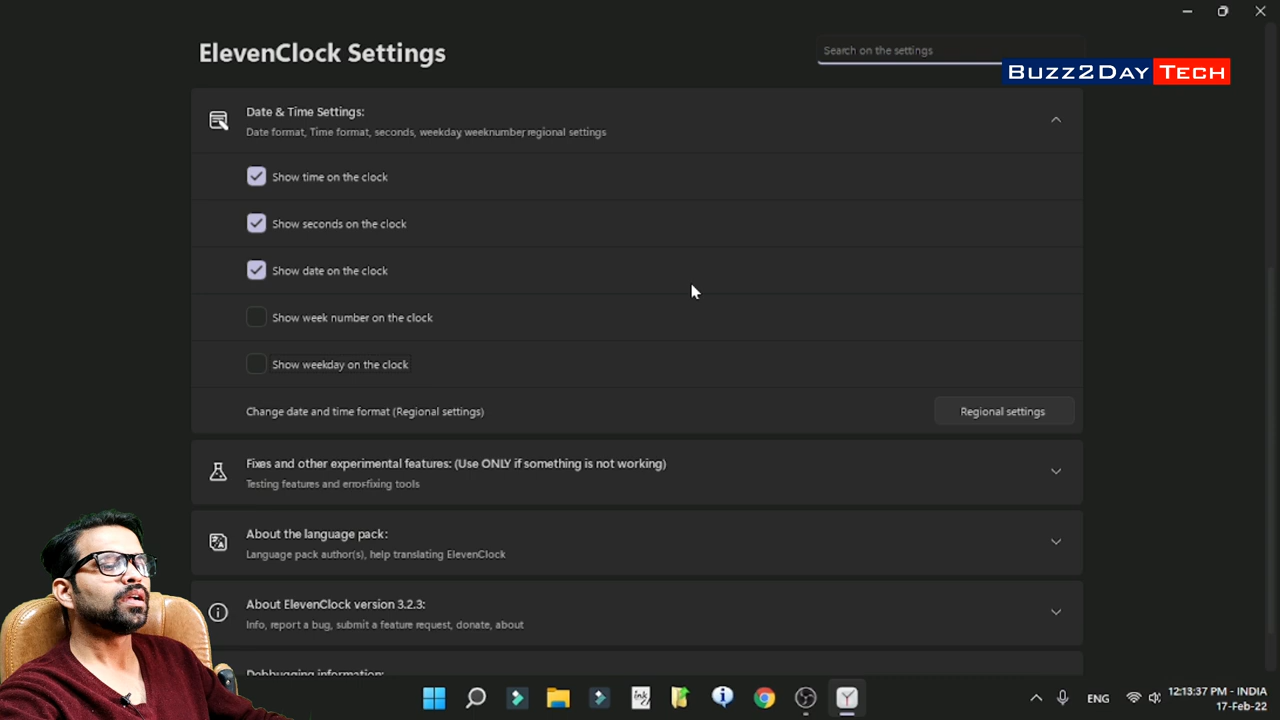 ElevenClock Settings
Search on the settings
Buzz2Day Tech
Date & Time Settings:
Date format, Time format, seconds, weekday weeknumber, regional settings
Show time on the clock
Show seconds on the clock
Show date on the clock
Show week number on the clock
Show weekday on the clock
Change date and time format (Regional settings)
Regional settings
Fixes and other experimental features: (Use ONLY if something is not working)
Testing features and error-fixing tools
About the language pack:
Language pack author(s), help translating ElevenClock
About ElevenClock version 3.2.3:
Info, report a bug, submit a feature request, donate, about
Debbugging information:
ink
ENG
12:13:37 PM - INDIA
17-Feb-22